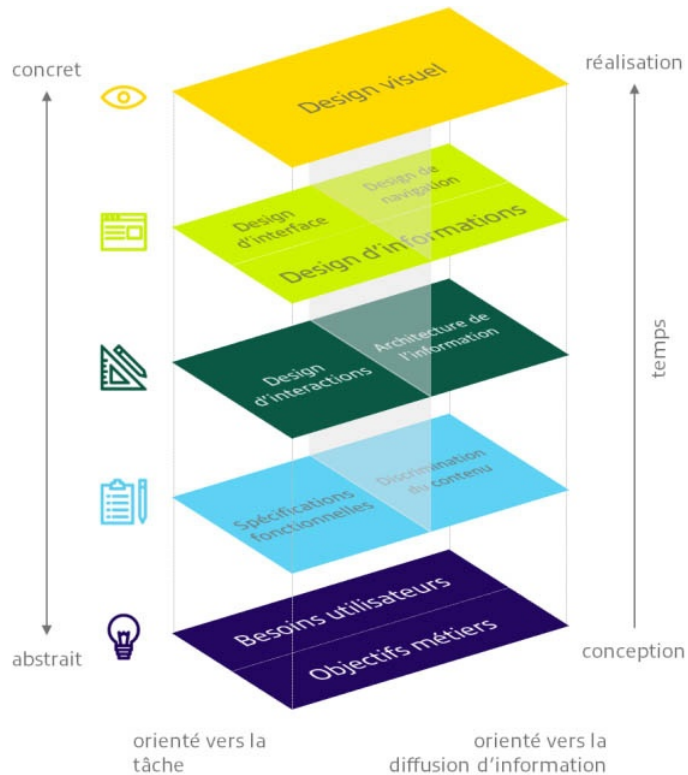 concret
réalisation
Design visuel
Design
d'interface
Design de
navigation
Design d'informations
Design
d'interactions
Architecture de
l'information
temps
Spécifications
fonctionnelles
Discrimination
du contenu
Besoins utilisateurs
Objectifs métiers
abstrait
conception
orienté vers la
tâche
orienté vers la
diffusion d'information